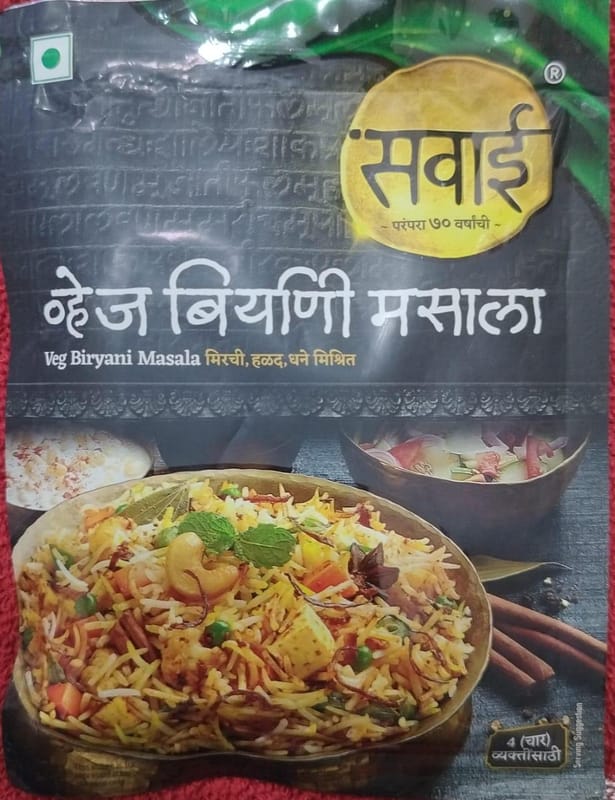 ®
सवाई
~ परंपरा ७० वर्षांची ~
व्हेज बिर्याणी मसाला
Veg Biryani Masala मिरची, हळद, धने मिश्रित
4 (चार)
व्यक्तींसाठी
Serving Suggestion